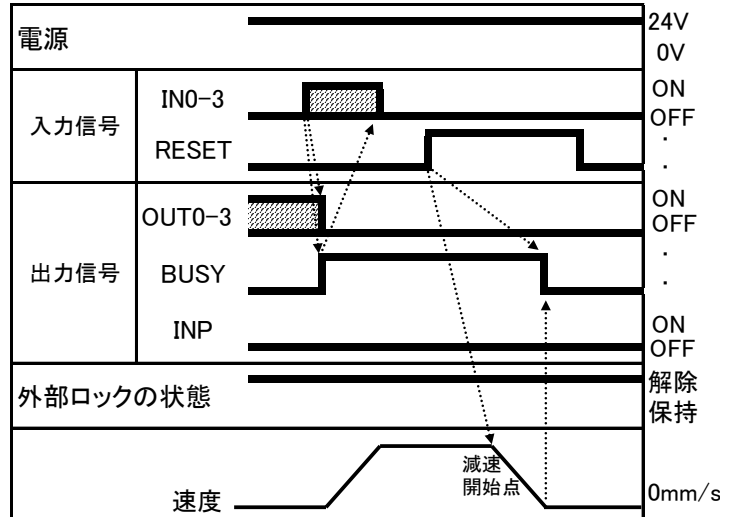 電源
24V
0V
入力信号
IN0-3
ON
OFF
RESET
.
.
出力信号
OUT0-3
ON
OFF
BUSY
.
.
INP
ON
OFF
外部ロックの状態
解除
保持
速度
減速
開始点
0mm/s